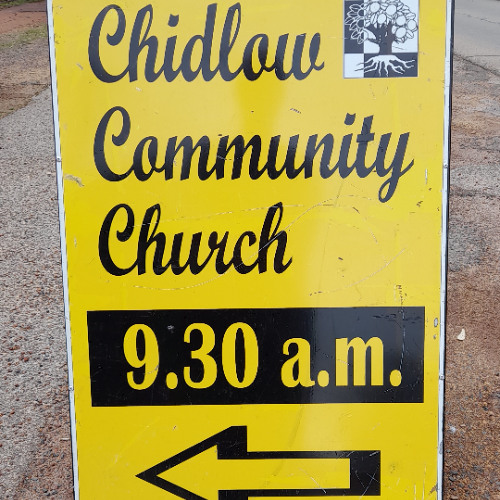 Chidlow
Community
Church
9.30 a.m.